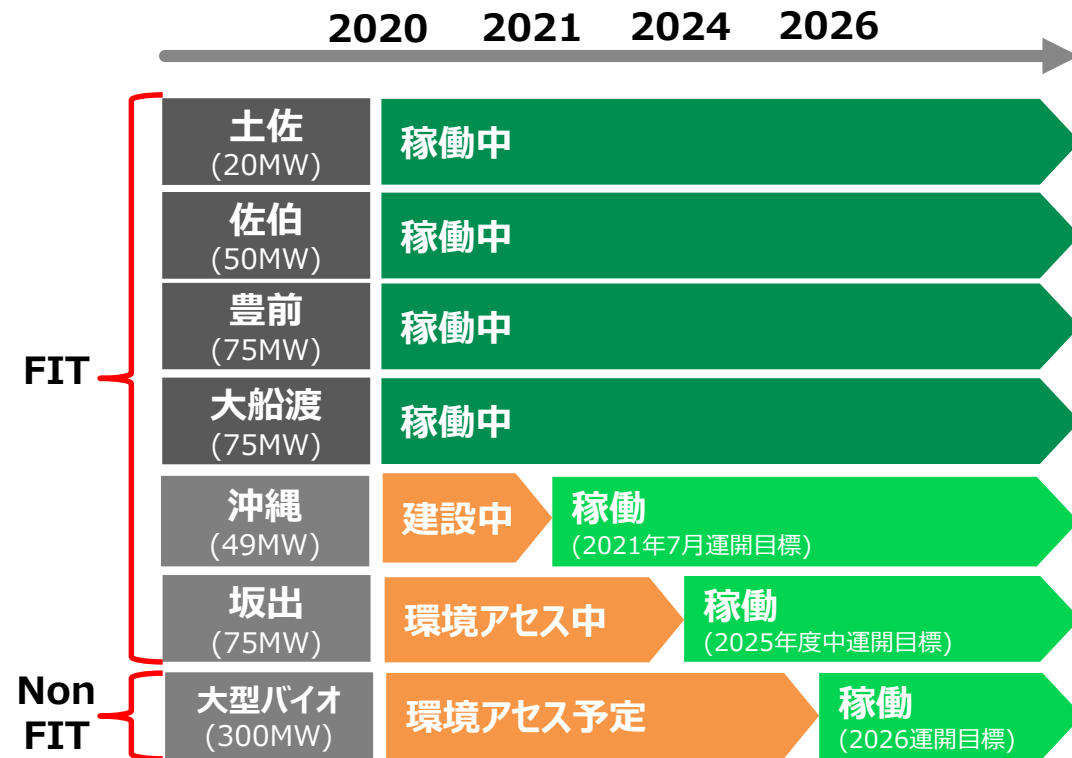 2020 2021 2024 2026
FIT
土佐
(20MW)
稼働中
佐伯
(50MW)
稼働中
豊前
(75MW)
稼働中
大船渡
(75MW)
稼働中
沖縄
(49MW)
建設中
稼働
(2021年7月運開目標)
坂出
(75MW)
環境アセス中
稼働
(2025年度中運開目標)
Non
FIT
大型バイオ
(300MW)
環境アセス予定
稼働
(2026運開目標)